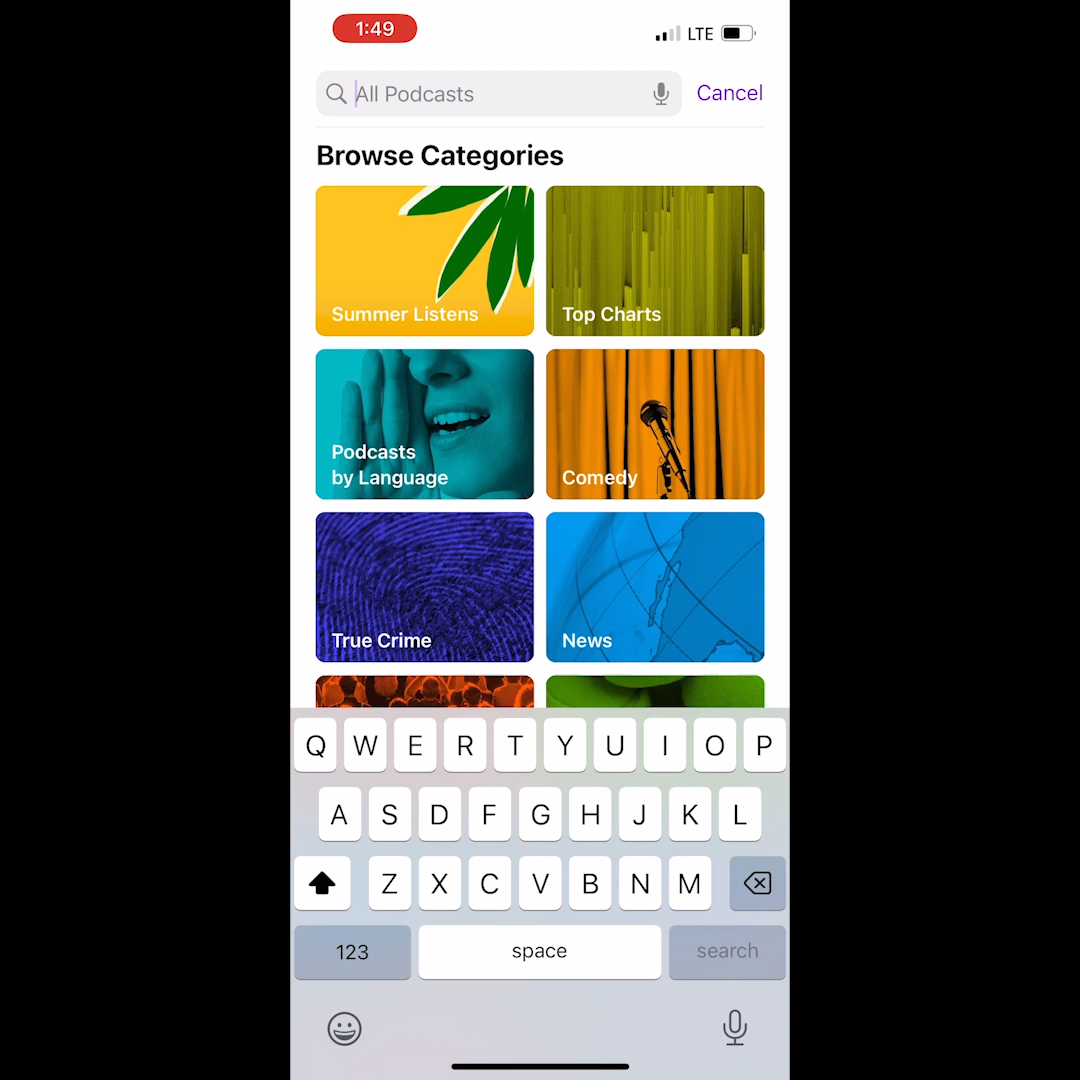 1:49
LTE
All Podcasts
Cancel
Browse Categories
Summer Listens
Top Charts
Podcasts
by Language
Comedy
True Crime
News
Q W E R T Y U I O P
A S D F G H J K L
Z X C V B N M
123
space
search